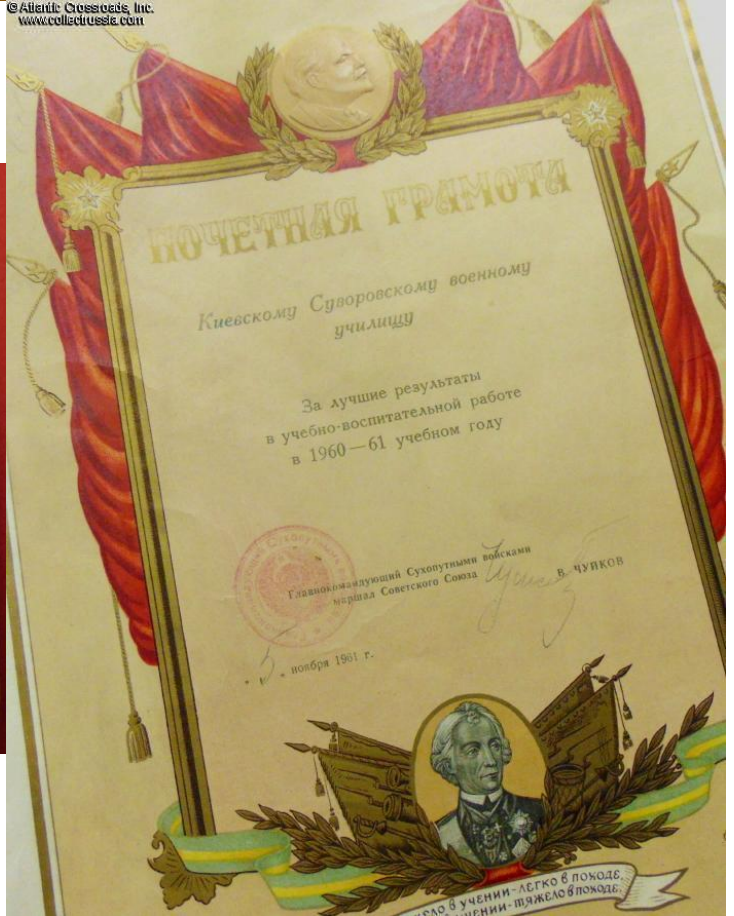 © Atlantic Crossroads, Inc.
www.collectrussia.com
ПОЧЕТНАЯ ГРАМОТА
Киевскому Суворовскому военному
училищу
За лучшие результаты
в учебно-воспитательной работе
в 1960—61 учебном году
Главнокомандующий Сухопутными войсками
маршал Советского Союза
В. ЧУЙКОВ
„ 5 „ ноября 1961 г.
В УЧЕНИИ-ЛЕГКО В ПОХОДЕ,
УЧЕНИИ-ТЯЖЕЛО В ПОХОДЕ.